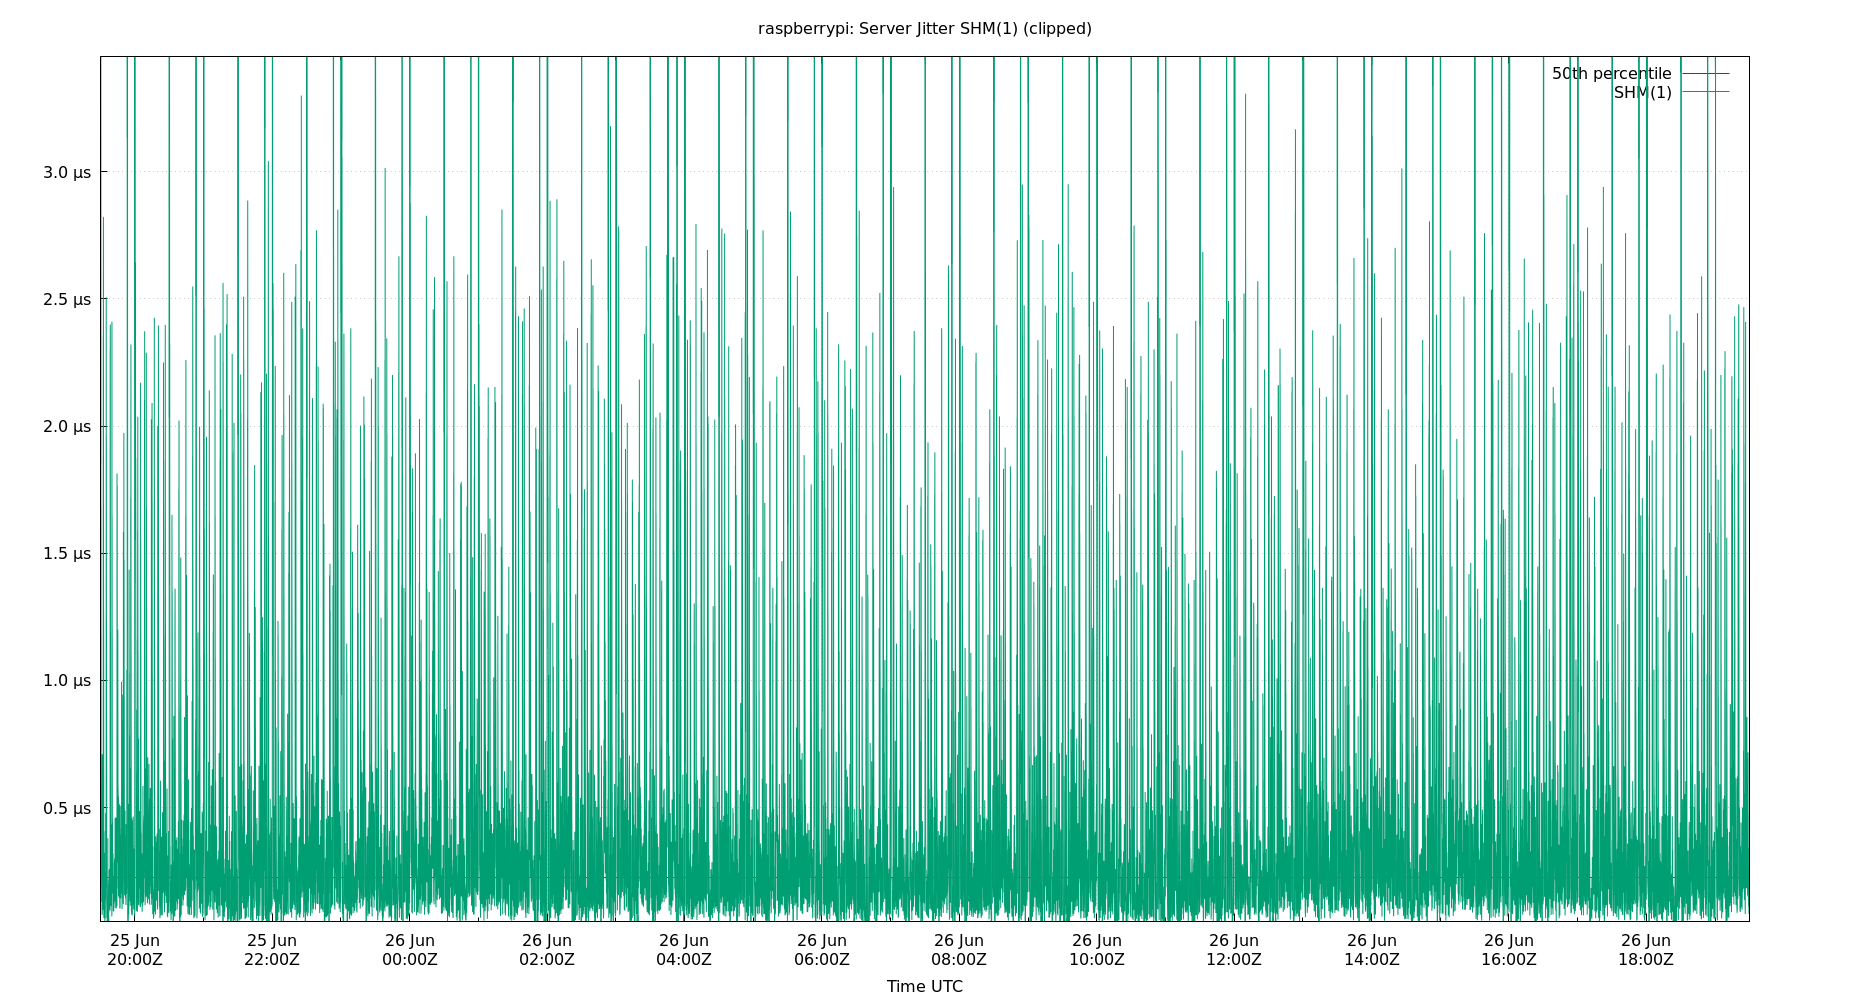 raspberrypi: Server Jitter SHM(1) (clipped)
50th percentile
SHM(1)
3.0 µs
2.5 µs
2.0 µs
1.5 µs
1.0 µs
0.5 µs
25 Jun 25 Jun 26 Jun 26 Jun 26 Jun 26 Jun 26 Jun 26 Jun 26 Jun 26 Jun 26 Jun 26 Jun
20:00Z 22:00Z 00:00Z 02:00Z 04:00Z 06:00Z 08:00Z 10:00Z 12:00Z 14:00Z 16:00Z 18:00Z
Time UTC